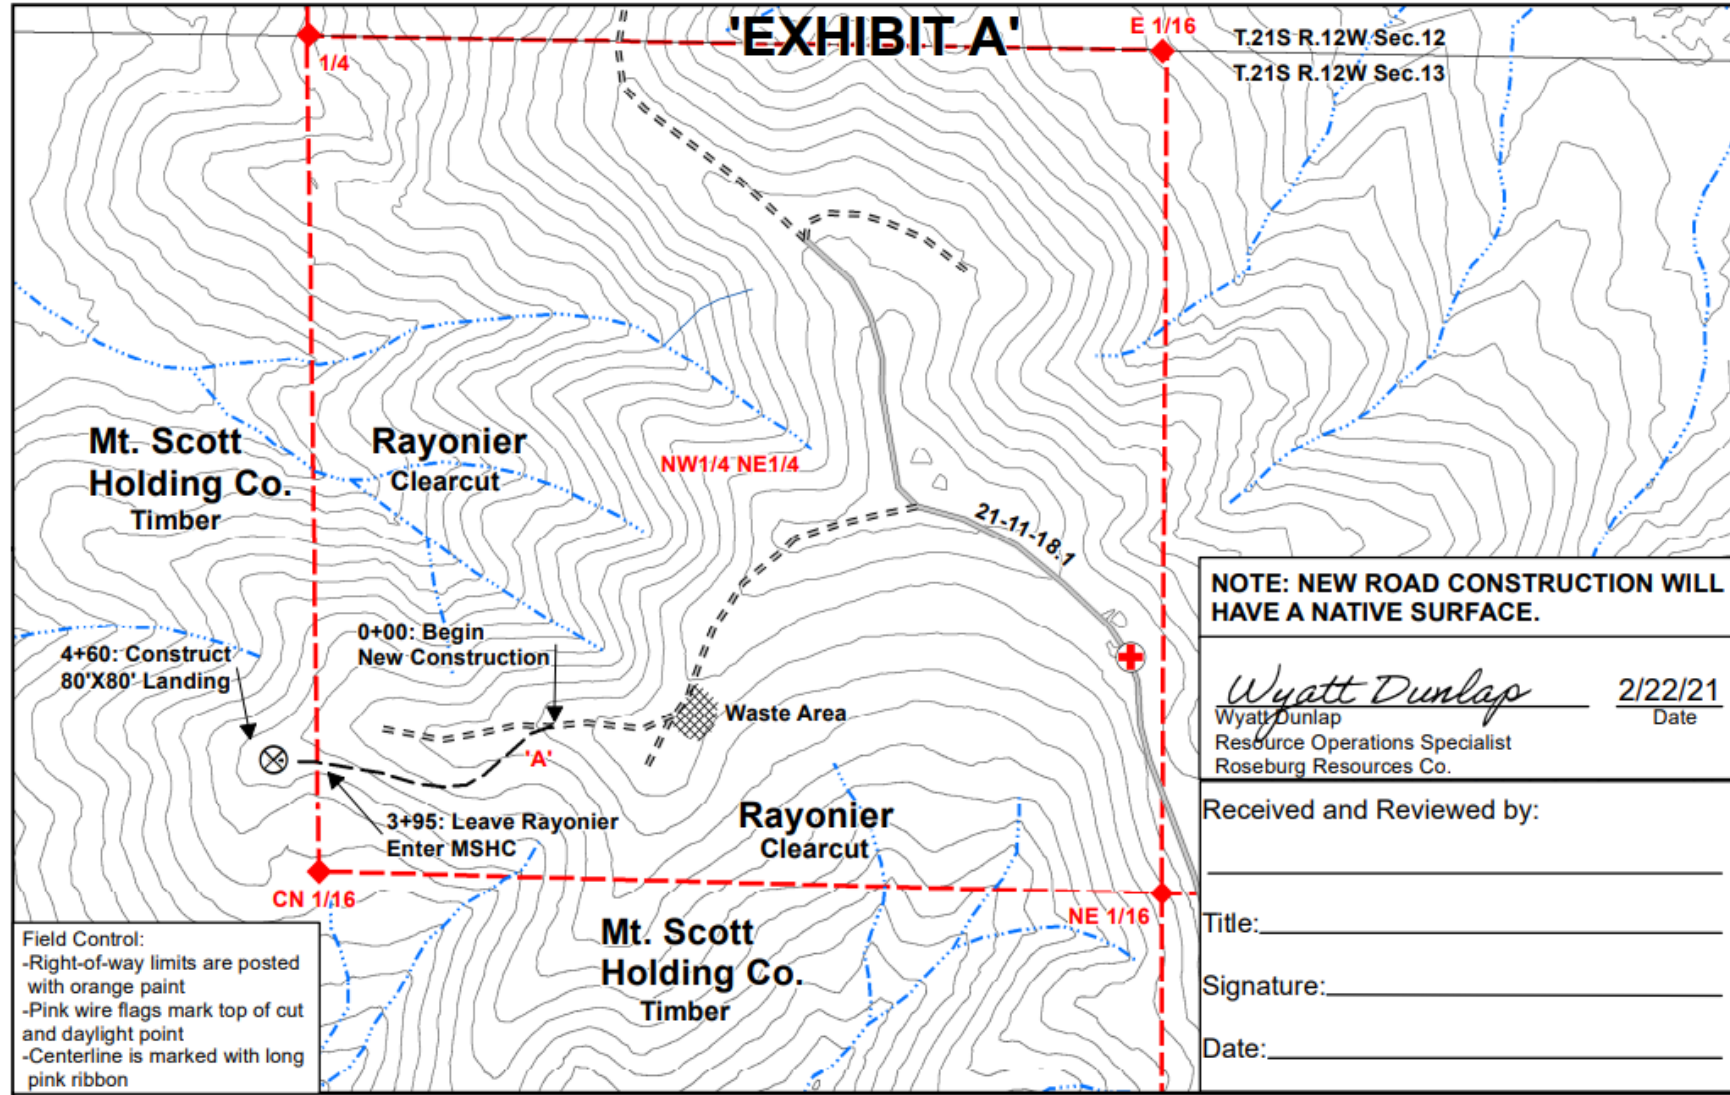 'EXHIBIT A'
1/4
E 1/16
T.21S R.12W Sec.12
T.21S R.12W Sec.13
Mt. Scott
Holding Co.
Timber
Rayonier
Clearcut
NW1/4 NE1/4
21-11-18.1
0+00: Begin
New Construction
4+60: Construct
80'X80' Landing
Waste Area
'A'
3+95: Leave Rayonier
Enter MSHC
Rayonier
Clearcut
CN 1/16
NE 1/16
Mt. Scott
Holding Co.
Timber
Field Control:
-Right-of-way limits are posted
with orange paint
-Pink wire flags mark top of cut
and daylight point
-Centerline is marked with long
pink ribbon
NOTE: NEW ROAD CONSTRUCTION WILL
HAVE A NATIVE SURFACE.
Wyatt Dunlap 2/22/21
Wyatt Dunlap Date
Resource Operations Specialist
Roseburg Resources Co.
Received and Reviewed by:
Title:
Signature:
Date: